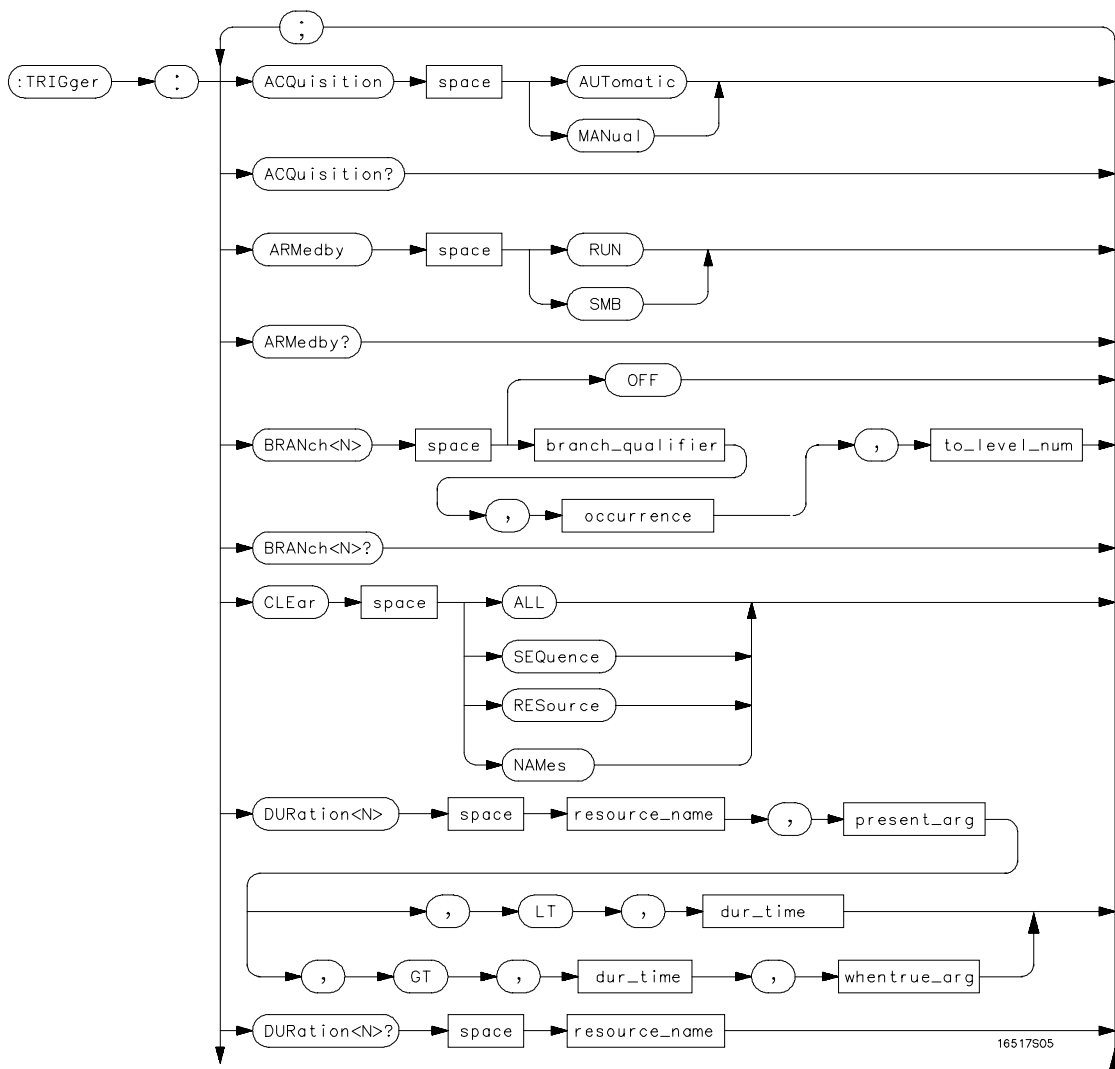 ;
:TRIGger : ACQuisition space AUTomatic
MANual
ACQuisition?
ARMedby space RUN
SMB
ARMedby?
OFF
BRANch<N> space branch_qualifier , to_level_num
, occurrence
BRANch<N>?
CLEar space ALL
SEQuence
RESource
NAMes
DURation<N> space resource_name , present_arg
, LT , dur_time
, GT , dur_time , whentrue_arg
DURation<N>? space resource_name
16517S05